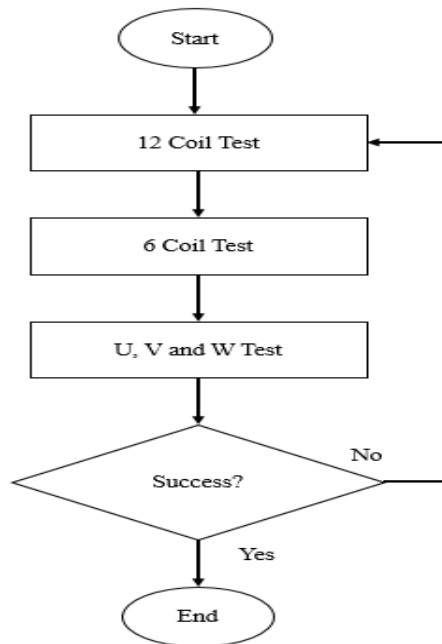 Start
12 Coil Test
6 Coil Test
U, V and W Test
Success?
No
Yes
End